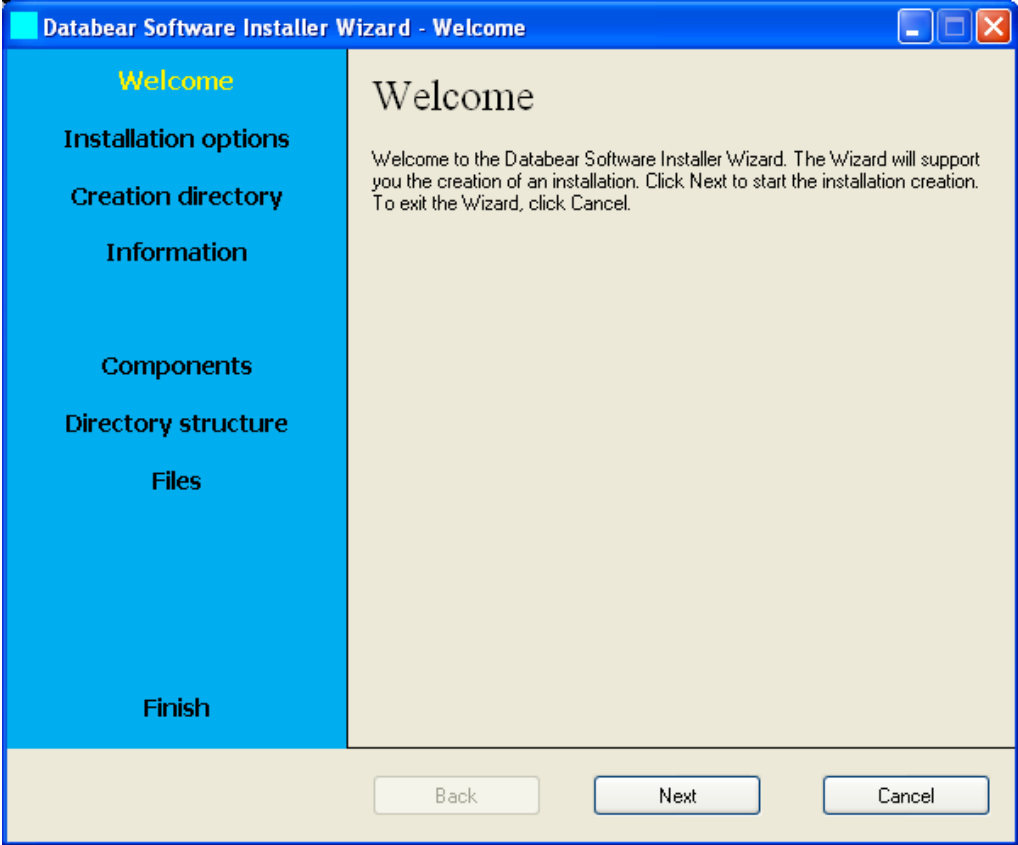 Databear Software Installer Wizard - Welcome
Welcome
Installation options
Creation directory
Information
Components
Directory structure
Files
Finish
Welcome
Welcome to the Databear Software Installer Wizard. The Wizard will support
you the creation of an installation. Click Next to start the installation creation.
To exit the Wizard, click Cancel.
Back
Next
Cancel